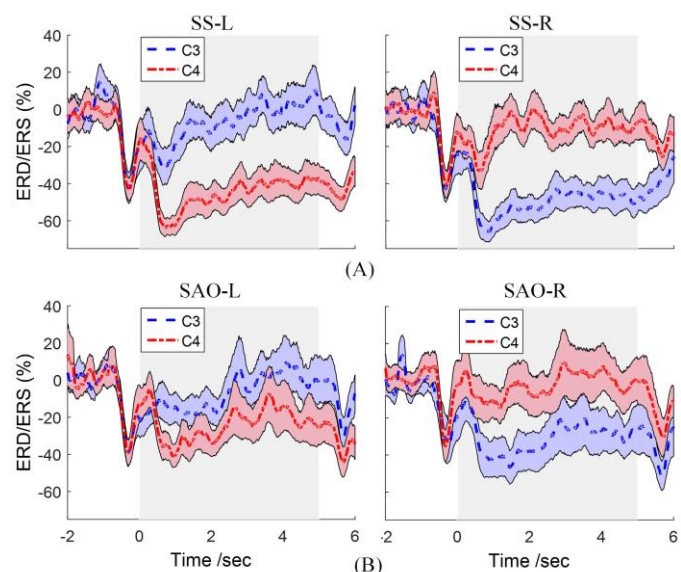 SS-L
SS-R
40
20
0
-20
-40
-60
ERD/ERS (%)
C3
C4
C3
C4
(A)
SAO-L
SAO-R
40
20
0
-20
-40
-60
ERD/ERS (%)
C3
C4
C3
C4
-2 0 2 4 6
-2 0 2 4 6
Time /sec
Time /sec
(B)